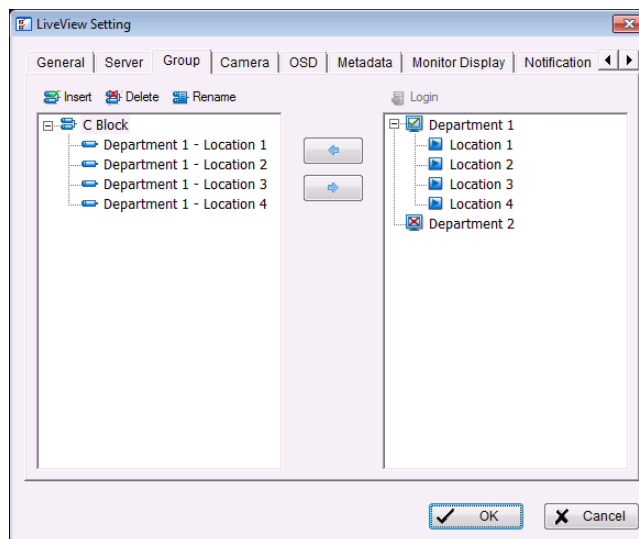 LiveView Setting
General Server Group Camera OSD Metadata Monitor Display Notification
Insert Delete Rename
Login
C Block
Department 1 - Location 1
Department 1 - Location 2
Department 1 - Location 3
Department 1 - Location 4
Department 1
Location 1
Location 2
Location 3
Location 4
Department 2
OK Cancel